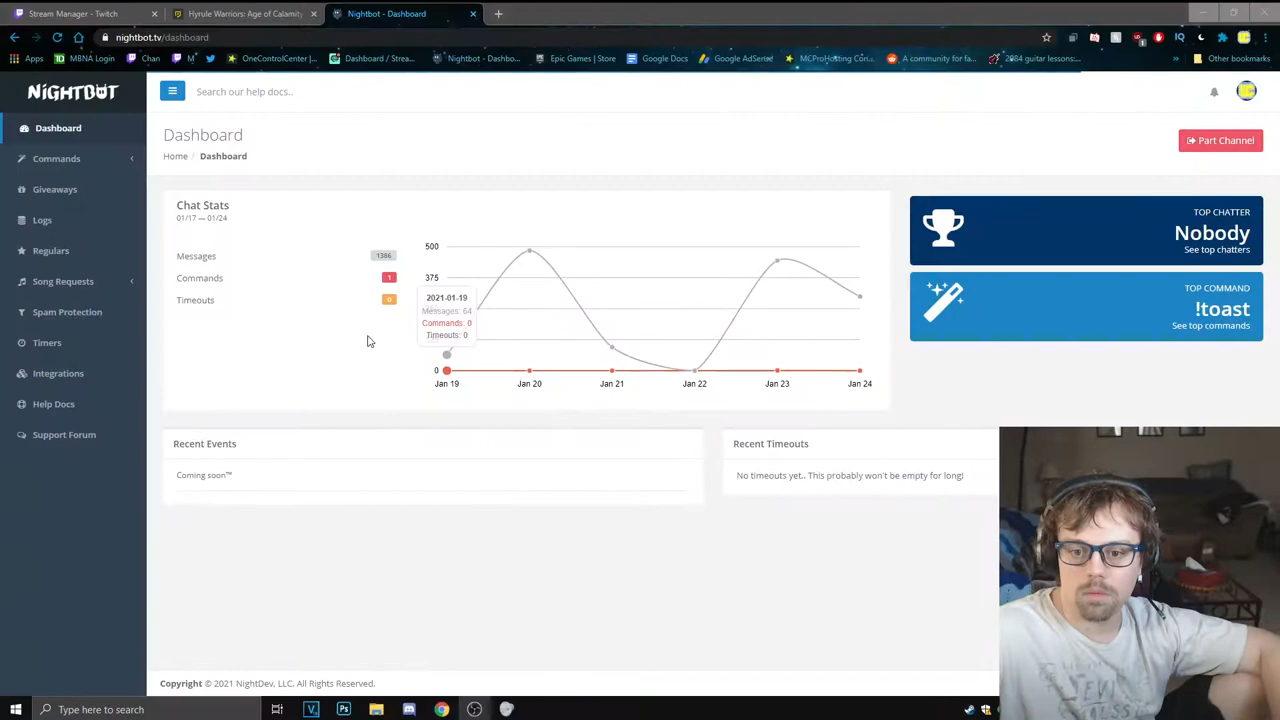 Stream Manager - Twitch
Hyrule Warriors: Age of Calamity
Nightbot - Dashboard
nightbot.tv/dashboard
Apps
MBNA Login
Chan
M
OneControlCenter |
Dashboard / Strea...
Nightbot - Dashbo...
Epic Games | Store
Google Docs
Google AdSense
MCProHosting Con...
A community for fa...
2084 guitar lessons:...
Other bookmarks
NIGHTBOT
Search our help docs..
Dashboard
Commands
Giveaways
Logs
Regulars
Song Requests
Spam Protection
Timers
Integrations
Help Docs
Support Forum
Dashboard
Home / Dashboard
Part Channel
Chat Stats
01/17 — 01/24
Messages 1386
Commands 1
Timeouts 0
500
375
0
2021-01-19
Messages: 64
Commands: 0
Timeouts: 0
Jan 19 Jan 20 Jan 21 Jan 22 Jan 23 Jan 24
TOP CHATTER
Nobody
See top chatters
TOP COMMAND
!toast
See top commands
Recent Events
Coming soon™
Recent Timeouts
No timeouts yet.. This probably won't be empty for long!
Copyright © 2021 NightDev, LLC. All Rights Reserved.
Type here to search